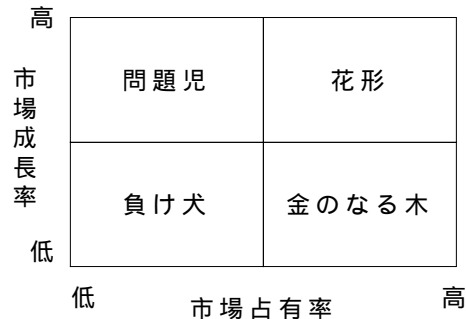 高
問題児
花形
市場成長率
負け犬
金のなる木
低
低
市場占有率
高